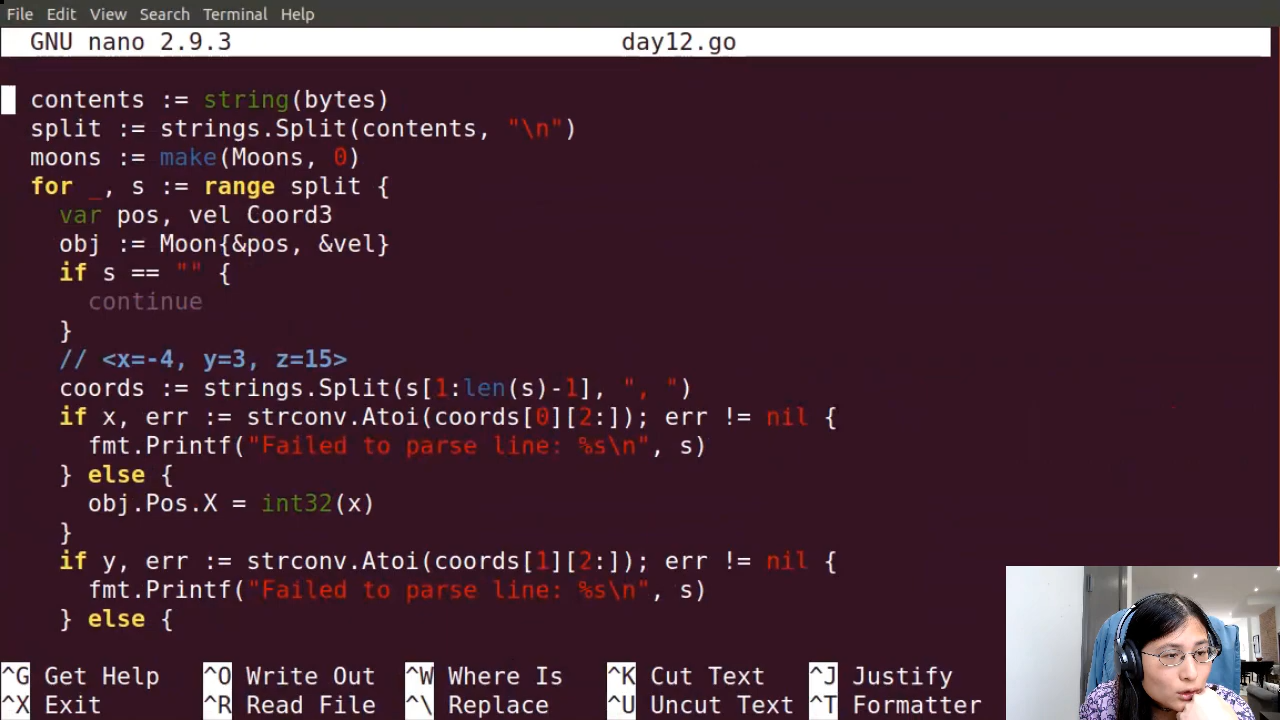 File Edit View Search Terminal Help
GNU nano 2.9.3 day12.go
contents := string(bytes)
split := strings.Split(contents, "\n")
moons := make(Moons, 0)
for _, s := range split {
var pos, vel Coord3
obj := Moon{&pos, &vel}
if s == "" {
continue
}
// <x=-4, y=3, z=15>
coords := strings.Split(s[1:len(s)-1], ", ")
if x, err := strconv.Atoi(coords[0][2:]); err != nil {
fmt.Printf("Failed to parse line: %s\n", s)
} else {
obj.Pos.X = int32(x)
}
if y, err := strconv.Atoi(coords[1][2:]); err != nil {
fmt.Printf("Failed to parse line: %s\n", s)
} else {
^G Get Help ^O Write Out ^W Where Is ^K Cut Text ^J Justify
^X Exit ^R Read File ^\ Replace ^U Uncut Text ^T Formatter